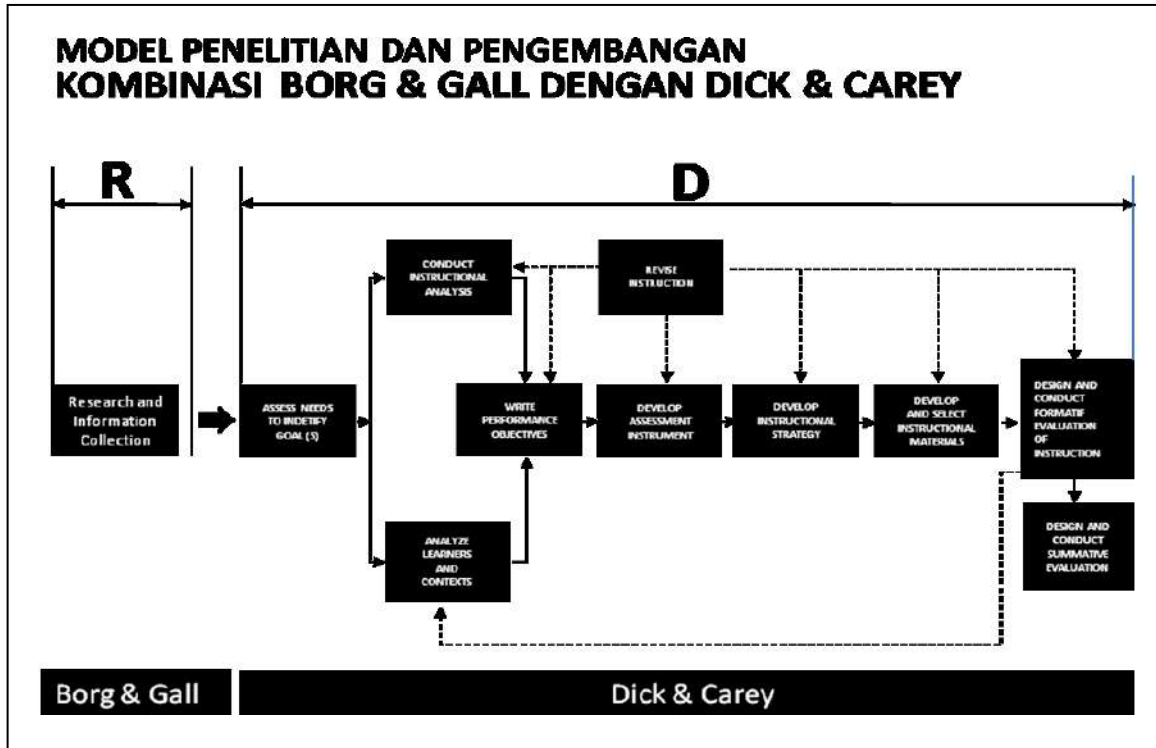 MODEL PENELITIAN DAN PENGEMBANGAN
KOMBINASI BORG & GALL DENGAN DICK & CAREY
R
D
CONDUCT
INSTRUCTIONAL
ANALYSIS
REVISE
INSTRUCTION
Research and
Information
Collection
ASSESS NEEDS
TO INDETIFY
GOAL (S)
WRITE
PERFORMANCE
OBJECTIVES
DEVELOP
ASSESSMENT
INSTRUMENT
DEVELOP
INSTRUCTIONAL
STRATEGY
DEVELOP
AND SELECT
INSTRUCTIONAL
MATERIALS
DESIGN AND
CONDUCT
FORMATIF
EVALUATION
OF
INSTRUCTION
ANALYZE
LEARNERS
AND
CONTEXTS
DESIGN AND
CONDUCT
SUMMATIVE
EVALUATION
Borg & Gall
Dick & Carey